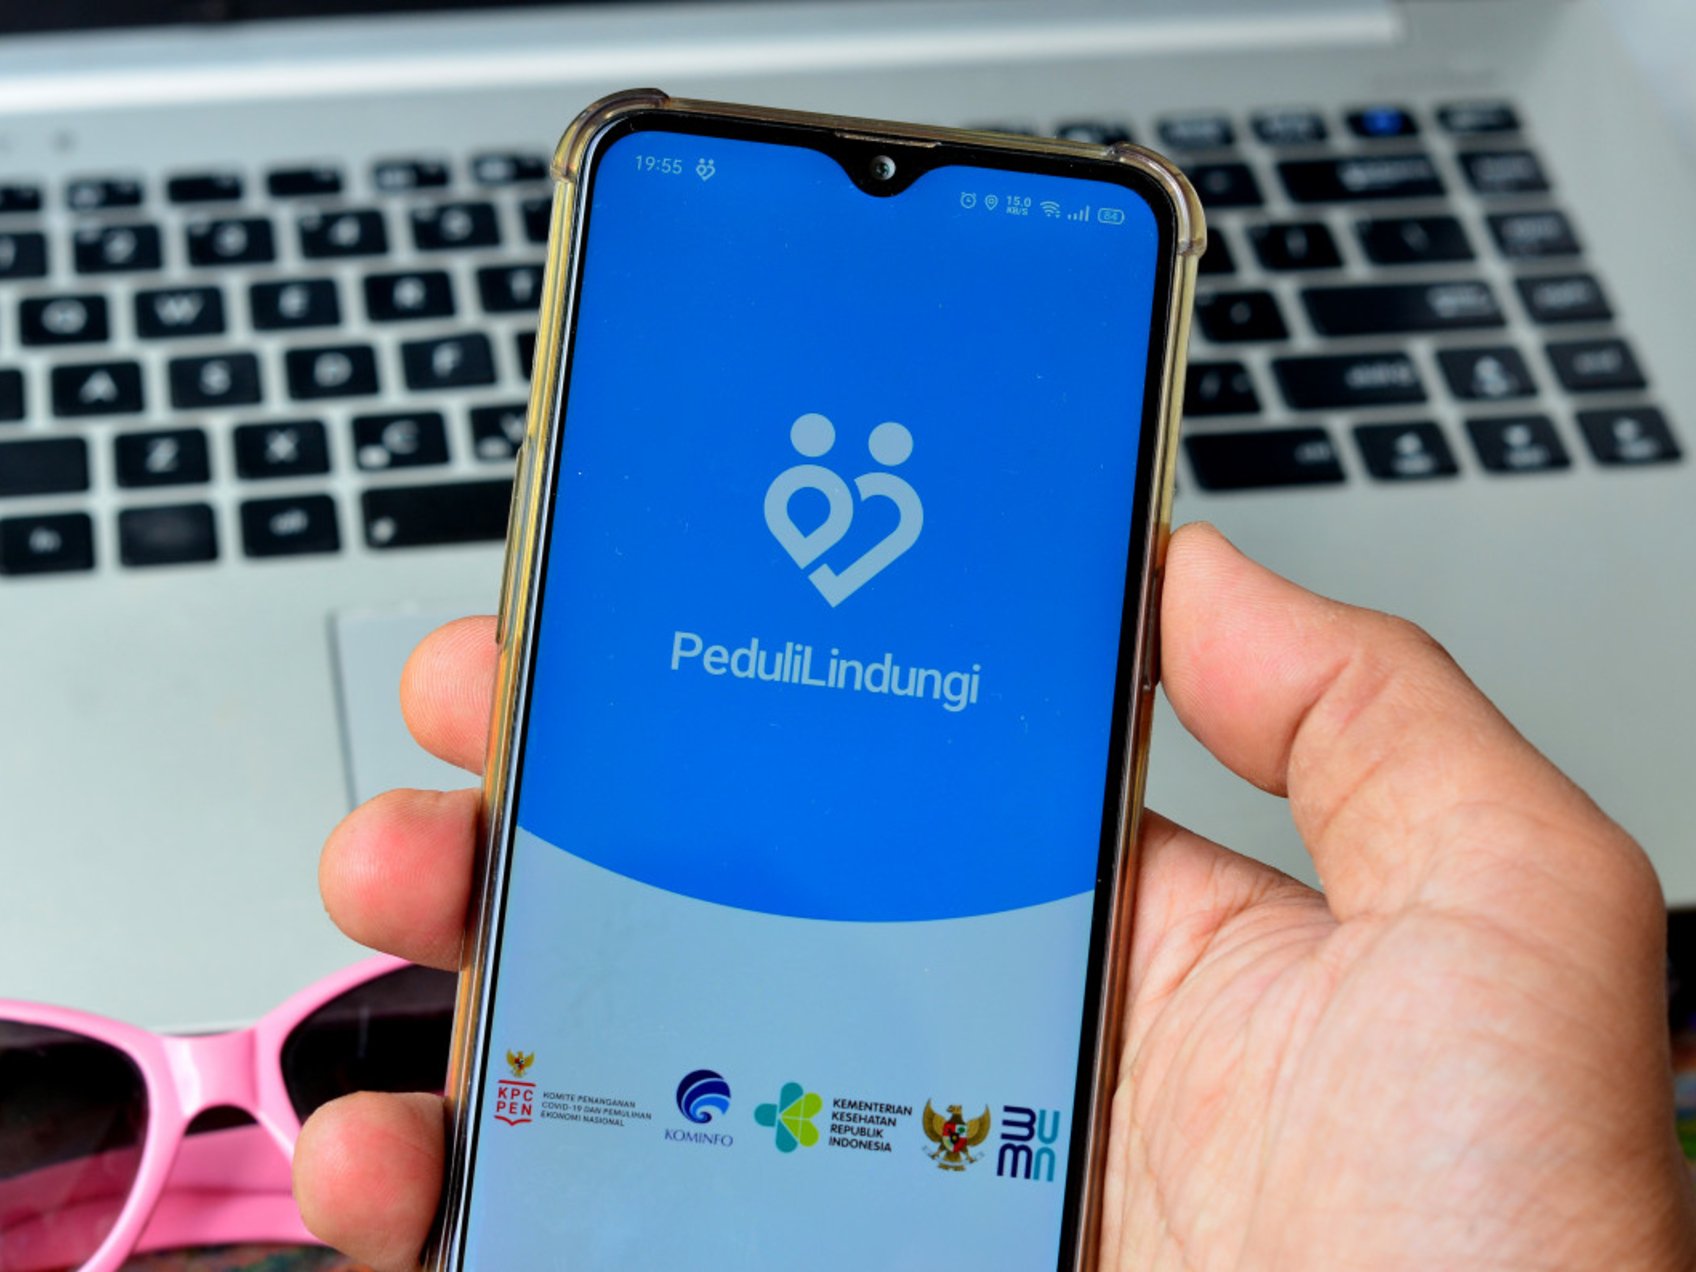 19:55
15.0
KB/S
84
PeduliLindungi
KPC
PEN
KOMITE PENANGANAN
COVID-19 DAN PEMULIHAN
EKONOMI NASIONAL
KOMINFO
KEMENTERIAN
KESEHATAN
REPUBLIK
INDONESIA
BUMN
Q W E R
A S D F
Z X C V